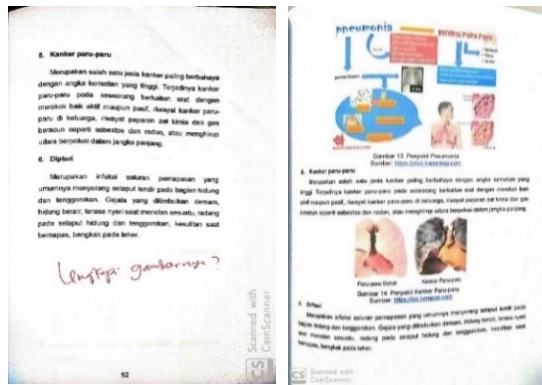 5. Kanker paru-paru
Merupakan salah satu jenis kanker paling berbahaya
dengan angka kematian yang tinggi. Terjadinya kanker
paru-paru pada seseorang berkaitan erat dengan
merokok baik aktif maupun pasif, riwayat kanker paru-
paru di keluarga, riwayat paparan zat kimia dan gas
beracun seperti asbestos dan radon, atau menghirup
udara berpolusi dalam jangka panjang.
6. Dipteri
Merupakan infeksi saluran pernapasan yang
umumnya menyerang selaput lendir pada bagian hidung
dan tenggorokan. Gejala yang ditimbulkan demam,
hidung berair, terasa nyeri saat menelan sesuatu, radang
pada selaput hidung dan tenggorokan, kesulitan saat
bernapas, bengkak pada leher.
Lengkapi gambarnya?
52
Scanned with
CamScanner
CS
pneumonia
Gambar 13. Penyakit Pneumonia
Sumber:
5. Kanker paru-paru
Merupakan salah satu jenis kanker paling berbahaya dengan angka kematian yang
tinggi. Terjadinya kanker paru-paru pada seseorang berkaitan erat dengan merokok baik
aktif maupun pasif, riwayat kanker paru-paru di keluarga, riwayat paparan zat kimia dan gas
beracun seperti asbestos dan radon, atau menghirup udara berpolusi dalam jangka panjang.
Paru-paru Sehat
Kanker Paru-paru
Gambar 14. Penyakit Kanker Paru-paru
Sumber:
6. Dipteri
Merupakan infeksi saluran pernapasan yang umumnya menyerang selaput lendir pada
bagian hidung dan tenggorokan. Gejala yang ditimbulkan demam, hidung berair, terasa nyeri
saat menelan sesuatu, radang pada selaput hidung dan tenggorokan, kesulitan saat
bernapas, bengkak pada leher.
CS
Scanned with
CamScanner